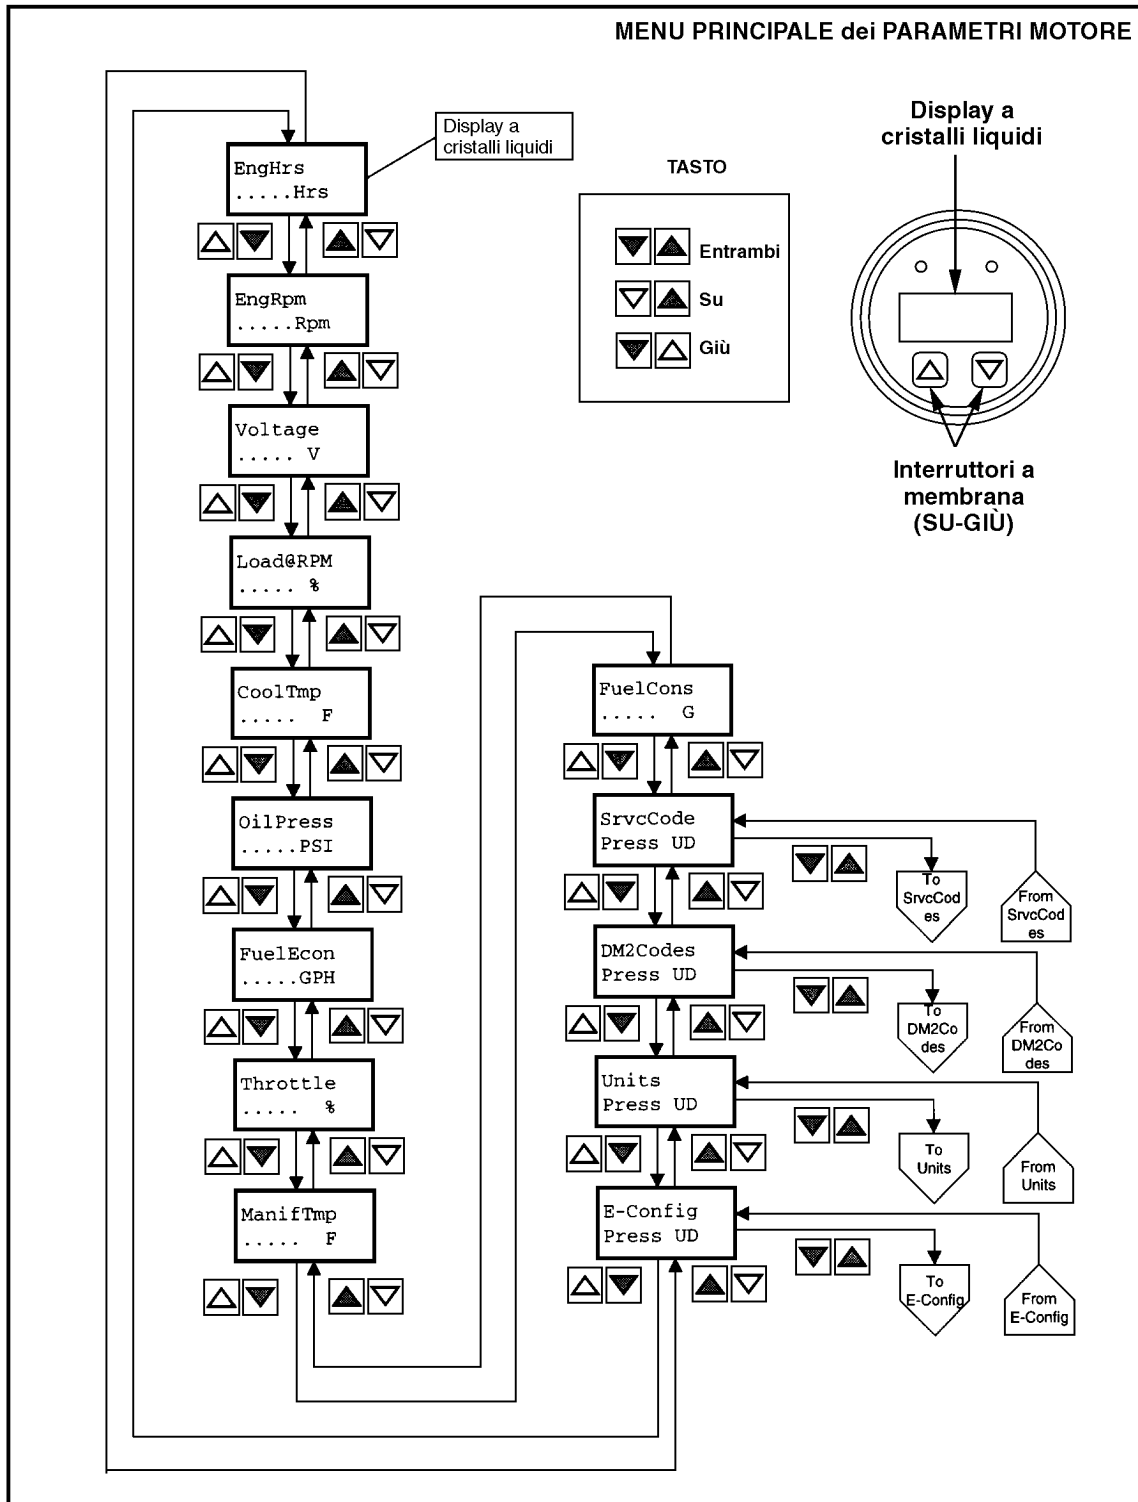 MENU PRINCIPALE dei PARAMETRI MOTORE
Display a
cristalli liquidi
EngHrs
.....Hrs
EngRpm
.....Rpm
Voltage
..... V
Load@RPM
..... %
CoolTmp
..... F
OilPress
.....PSI
FuelEcon
.....GPH
Throttle
..... %
ManifTmp
..... F
TASTO
Entrambi
Su
Giù
Display a
cristalli liquidi
Interruttori a
membrana
(SU-GIÙ)
FuelCons
..... G
SrvcCode
Press UD
To
SrvcCod
es
From
SrvcCod
es
DM2Codes
Press UD
To
DM2Co
des
From
DM2Co
des
Units
Press UD
To
Units
From
Units
E-Config
Press UD
To
E-Config
From
E-Config